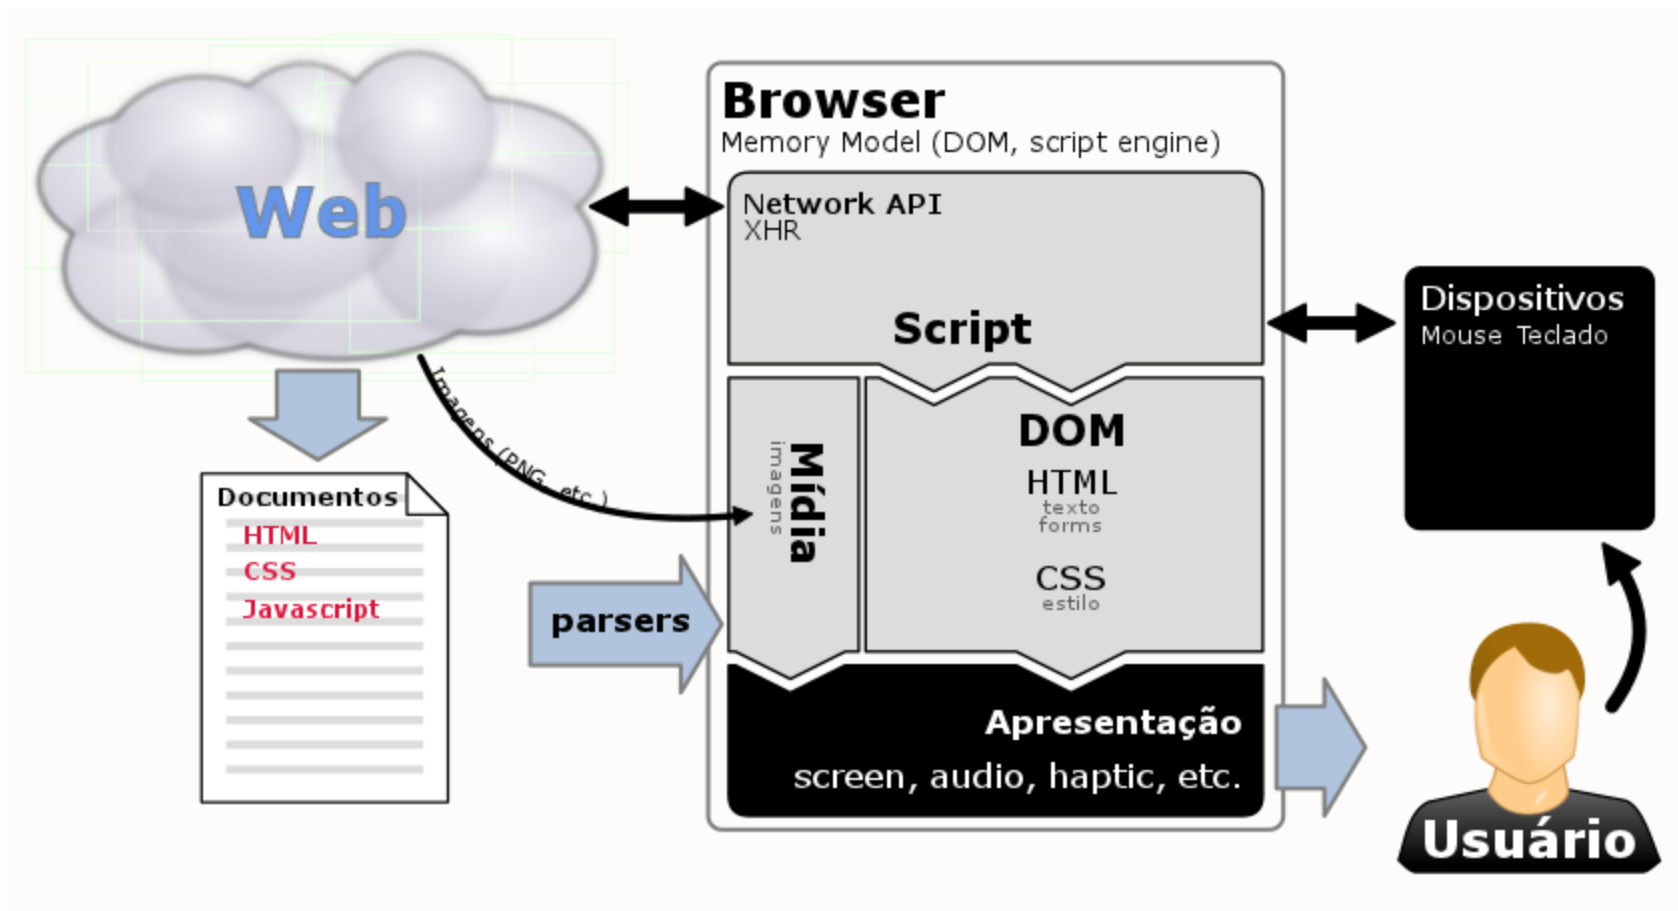 Web
Imagens (PNG, etc.)
Documentos
HTML
CSS
Javascript
parsers
Browser
Memory Model (DOM, script engine)
Network API
XHR
Script
Mídia
imagens
DOM
HTML
texto
forms
CSS
estilo
Apresentação
screen, audio, haptic, etc.
Dispositivos
Mouse Teclado
Usuário